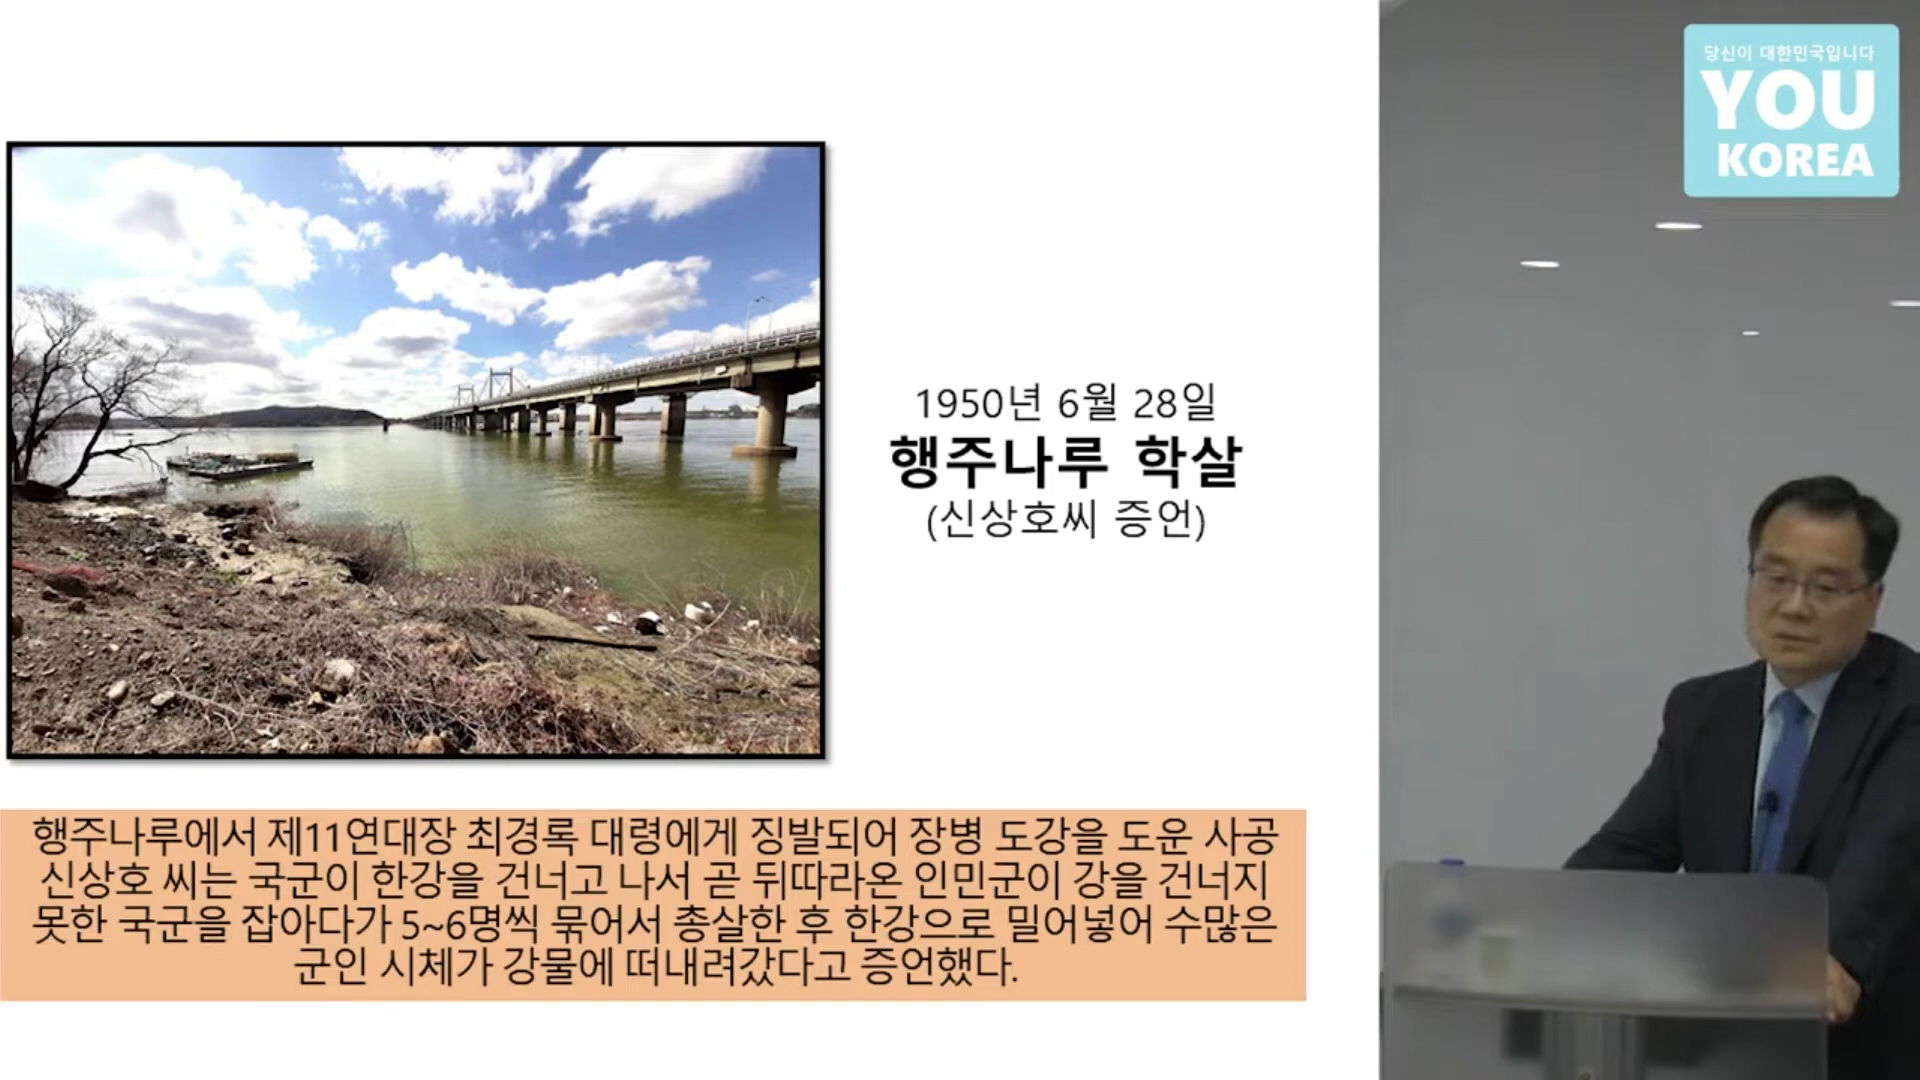 당신이 대한민국입니다
YOU
KOREA
1950년 6월 28일
행주나루 학살
(신상호씨 증언)
행주나루에서 제11연대장 최경록 대령에게 징발되어 장병 도강을 도운 사공
신상호 씨는 국군이 한강을 건너고 나서 곧 뒤따라온 인민군이 강을 건너지
못한 국군을 잡아다가 5~6명씩 묶어서 총살한 후 한강으로 밀어넣어 수많은
군인 시체가 강물에 떠내려갔다고 증언했다.